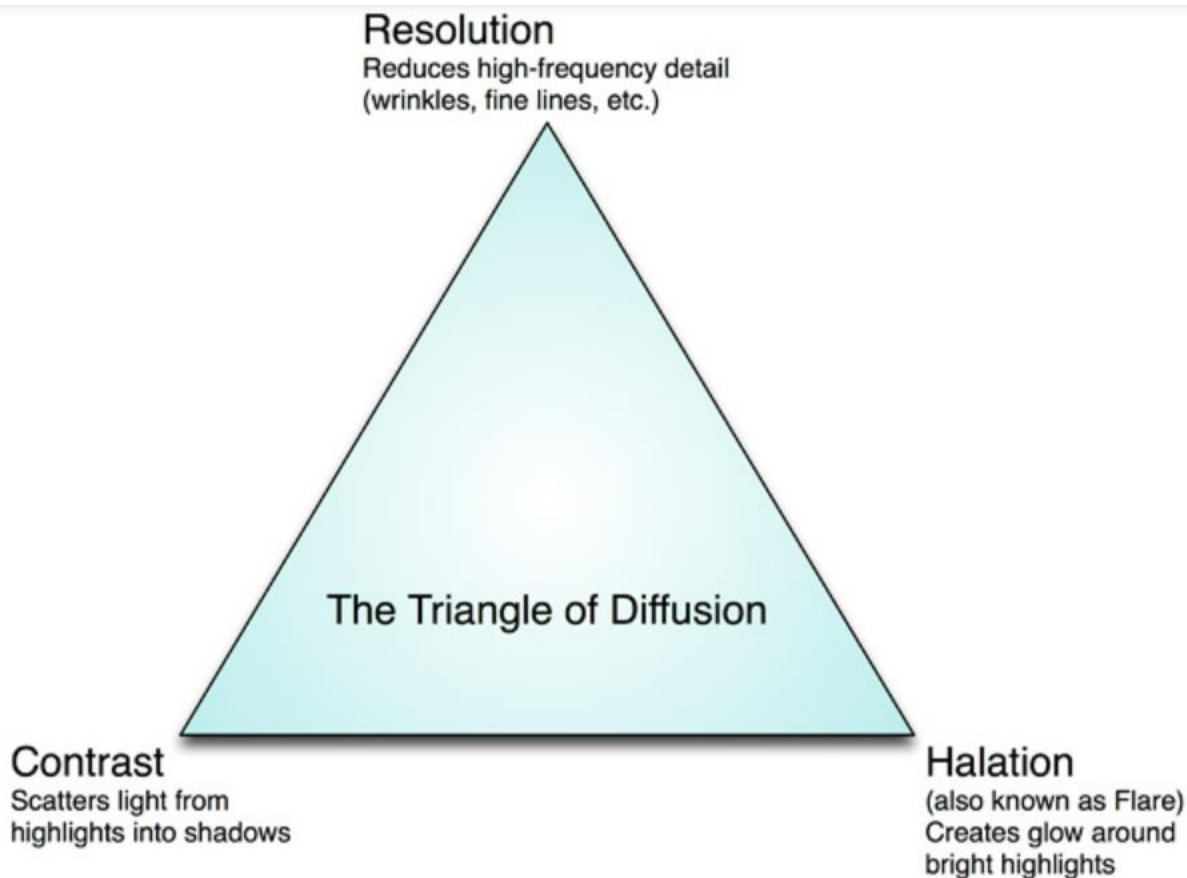 Resolution
Reduces high-frequency detail
(wrinkles, fine lines, etc.)
The Triangle of Diffusion
Contrast
Scatters light from
highlights into shadows
Halation
(also known as Flare)
Creates glow around
bright highlights